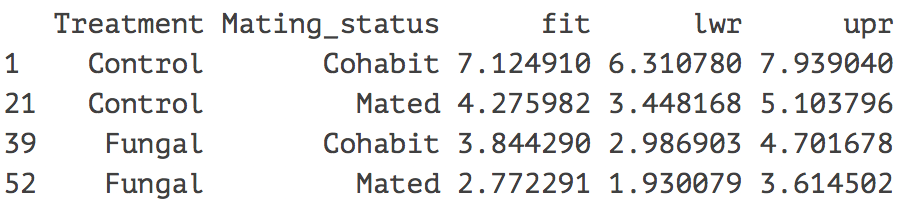 Treatment Mating_status fit lwr upr
1 Control Cohabit 7.124910 6.310780 7.939040
21 Control Mated 4.275982 3.448168 5.103796
39 Fungal Cohabit 3.844290 2.986903 4.701678
52 Fungal Mated 2.772291 1.930079 3.614502